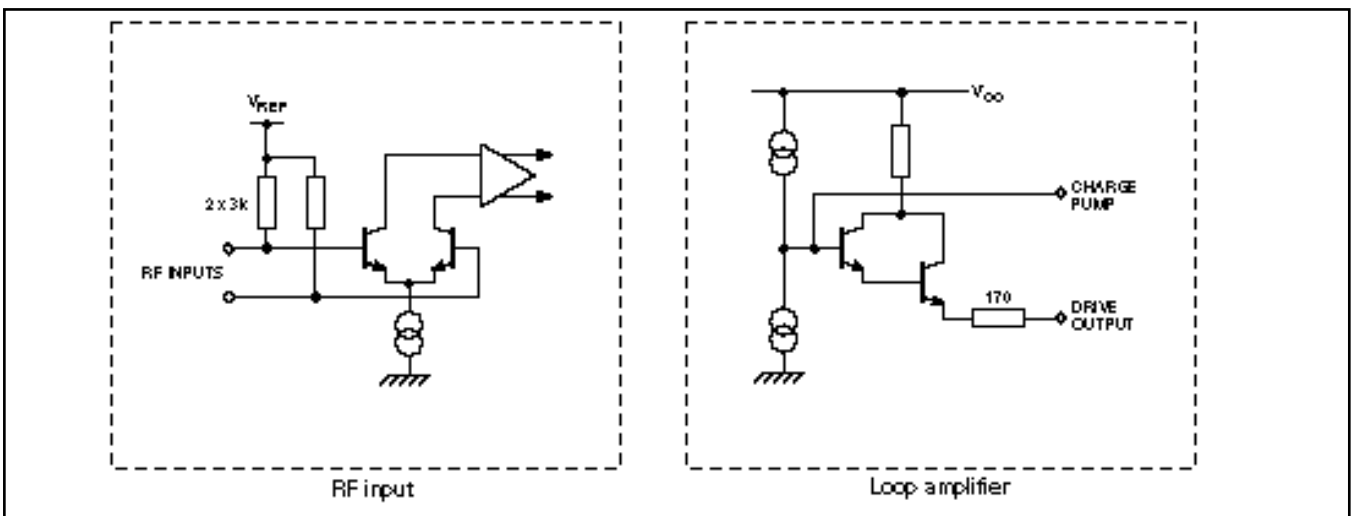 VREF
2 x 3k
RF INPUTS
RF input
VCC
CHARGE
PUMP
170
DRIVE
OUTPUT
Loop amplifier